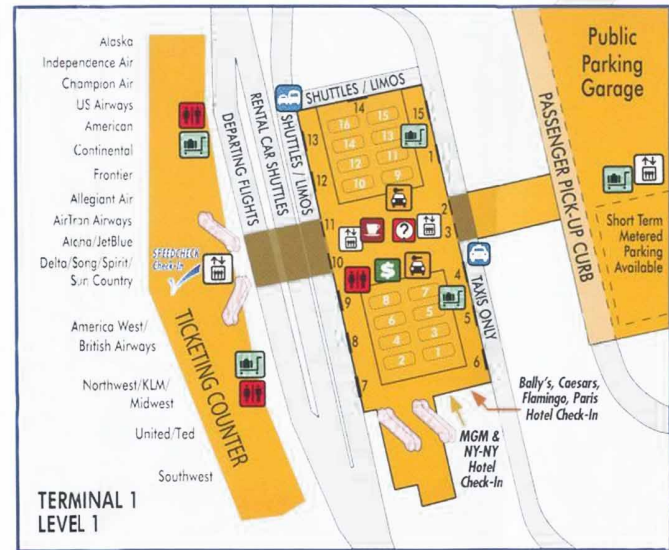 Alaska
Independence Air
Champion Air
US Airways
American
Continental
Frontier
Allegiant Air
AirTran Airways
Aloha/JetBlue
Delta/Song/Spirit/
Sun Country
America West/
British Airways
Northwest/KLM/
Midwest
United/Ted
Southwest
SPEEDCHECK
Check-In
TICKETING COUNTER
DEPARTING FLIGHTS
RENTAL CAR SHUTTLES
SHUTTLES / LIMOS
SHUTTLES / LIMOS
14
13
15
12
1
11
2
3
10
9
4
8
5
7
6
16
15
14
13
12
11
10
9
8
7
6
5
4
3
2
1
?
$
TAXIS ONLY
PASSENGER PICK-UP CURB
Public
Parking
Garage
Short Term
Metered
Parking
Available
Bally's, Caesars,
Flamingo, Paris
Hotel Check-In
MGM &
NY-NY
Hotel
Check-In
TERMINAL 1
LEVEL 1